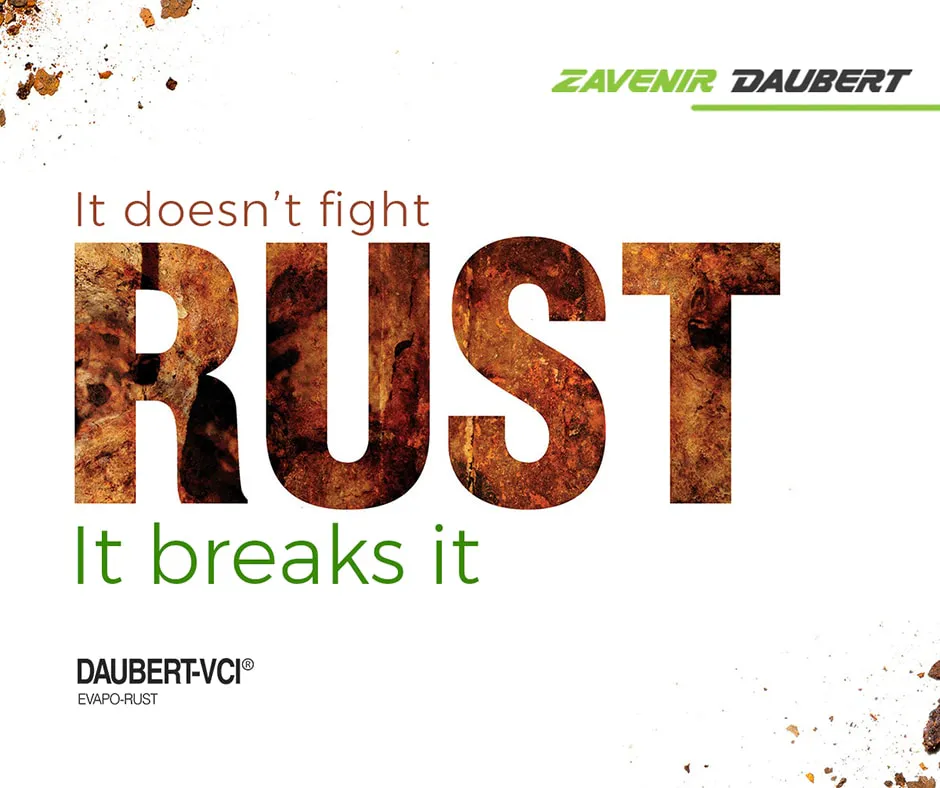 ZAVENIR DAUBERT
It doesn't fight
RUST
It breaks it
DAUBERT-VCI®
EVAPO-RUST